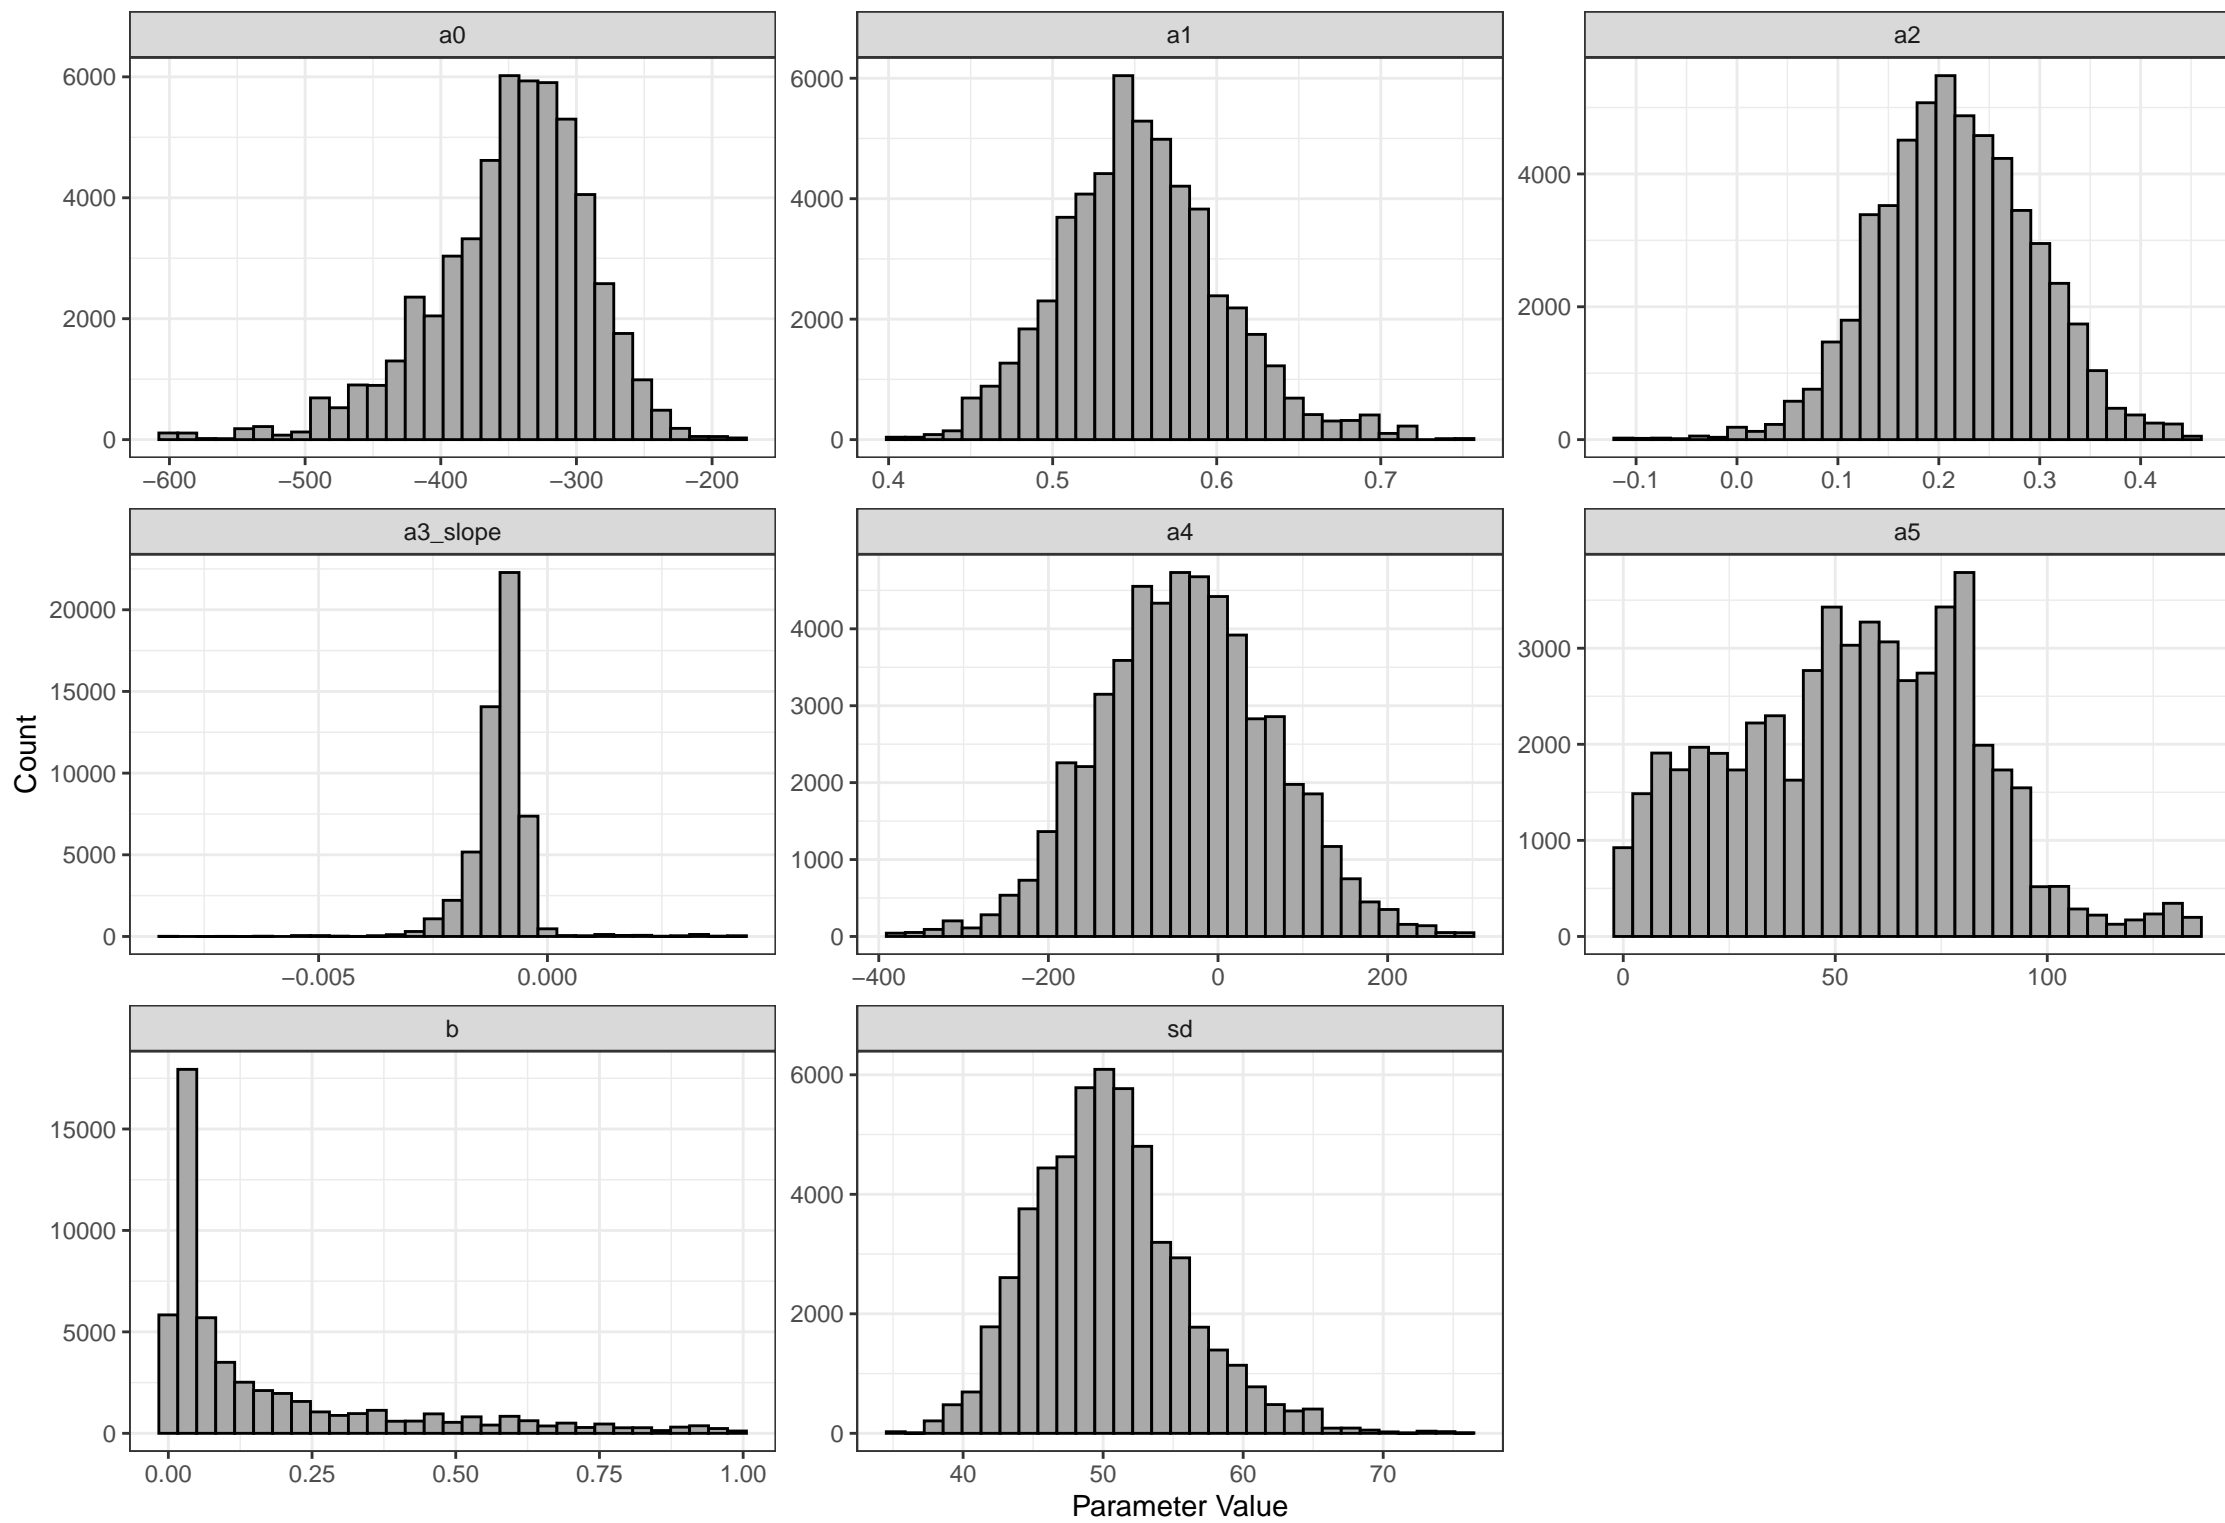 a0 a1 a2
6000 6000
4000 4000 4000
2000 2000 2000
0 0 0
−600 −500 −400 −300 −200 0.4 0.5 0.6 0.7 −0.1 0.0 0.1 0.2 0.3 0.4
a3_slope a4 a5
20000 4000 3000
15000 3000 2000
10000 2000
5000 1000 1000
0 0 0
−0.005 0.000 −400 −200 0 200 0 50 100
Count
b sd
15000 6000
10000 4000
5000 2000
0 0
0.00 0.25 0.50 0.75 1.00 40 50 60 70
Parameter Value